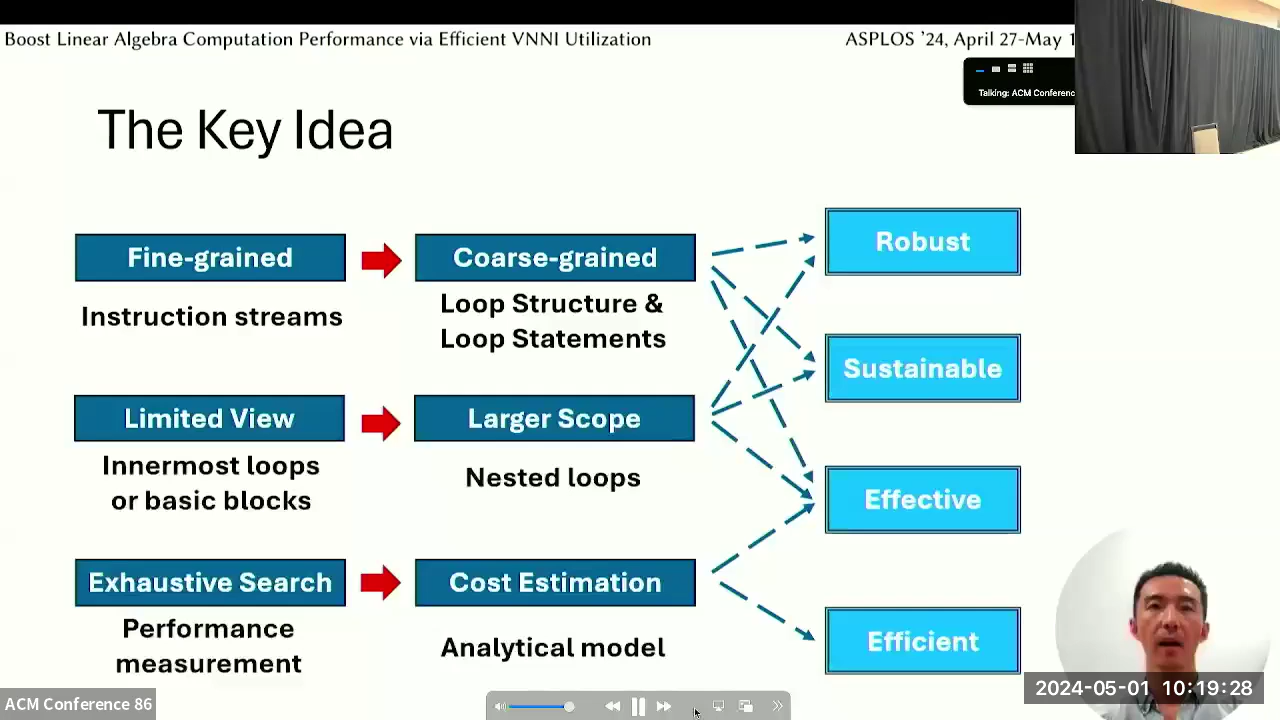 Boost Linear Algebra Computation Performance via Efficient VNNI Utilization
ASPLOS '24, April 27-May 1
Talking: ACM Conference
The Key Idea
Fine-grained
Coarse-grained
Robust
Instruction streams
Loop Structure &
Loop Statements
Sustainable
Limited View
Larger Scope
Innermost loops
or basic blocks
Nested loops
Effective
Exhaustive Search
Cost Estimation
Efficient
Performance
measurement
Analytical model
2024-05-01 10:19:28
ACM Conference 86